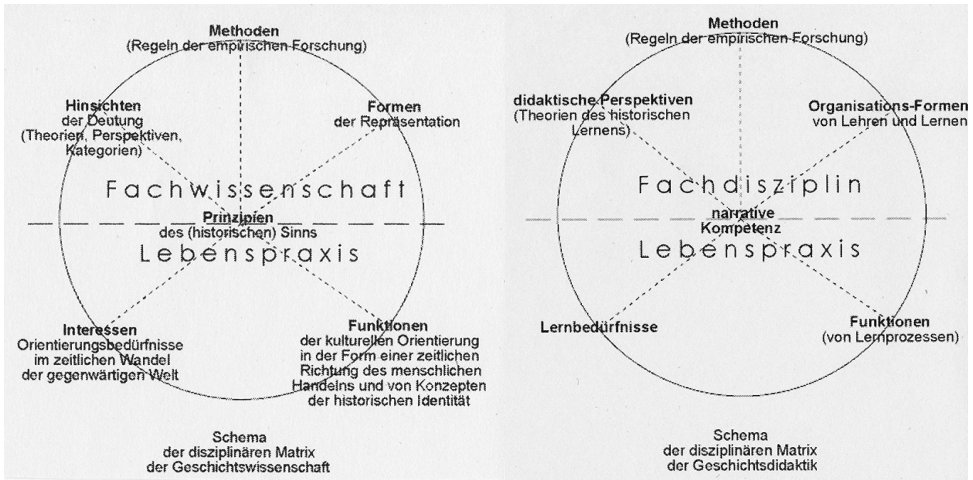 Methoden
(Regeln der empirischen Forschung)
Hinsichten
der Deutung
(Theorien, Perspektiven,
Kategorien)
Formen
der Repräsentation
Fachwissenschaft
Prinzipien
des (historischen) Sinns
Lebenspraxis
Interessen
Orientierungsbedürfnisse
im zeitlichen Wandel
der gegenwärtigen Welt
Funktionen
der kulturellen Orientierung
in der Form einer zeitlichen
Richtung des menschlichen
Handelns und von Konzepten
der historischen Identität
Schema
der disziplinären Matrix
der Geschichtswissenschaft
Methoden
(Regeln der empirischen Forschung)
didaktische Perspektiven
(Theorien des historischen
Lernens)
Organisations-Formen
von Lehren und Lernen
Fachdisziplin
narrative
Kompetenz
Lebenspraxis
Lernbedürfnisse
Funktionen
(von Lernprozessen)
Schema
der disziplinären Matrix
der Geschichtsdidaktik